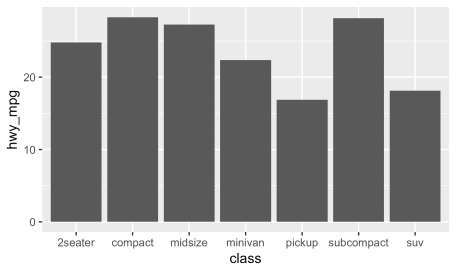 hwy_mpg
20
10
0
2seater compact midsize minivan pickup subcompact suv
class